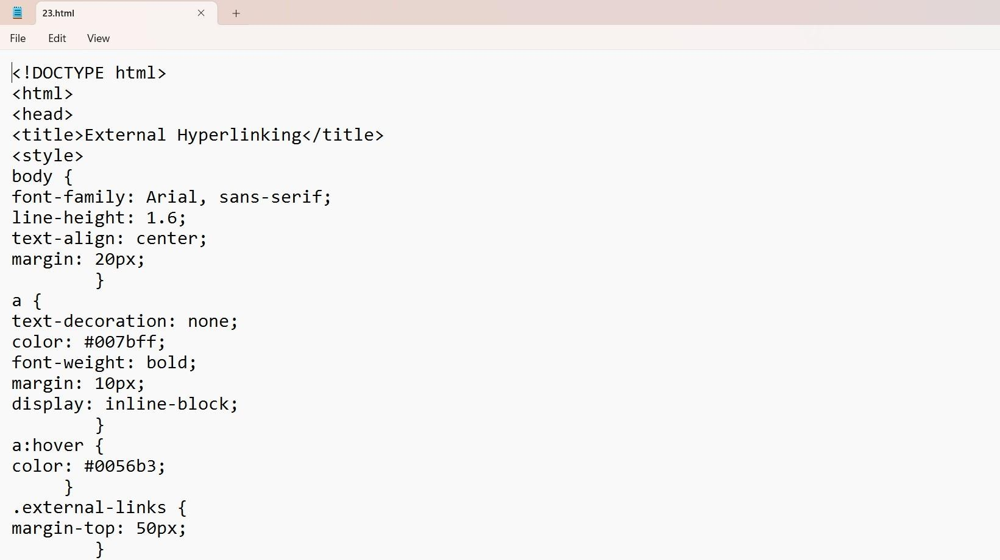 23.html
File Edit View
<!DOCTYPE html>
<html>
<head>
<title>External Hyperlinking</title>
<style>
body {
font-family: Arial, sans-serif;
line-height: 1.6;
text-align: center;
margin: 20px;
        }
a {
text-decoration: none;
color: #007bff;
font-weight: bold;
margin: 10px;
display: inline-block;
        }
a:hover {
color: #0056b3;
     }
.external-links {
margin-top: 50px;
        }